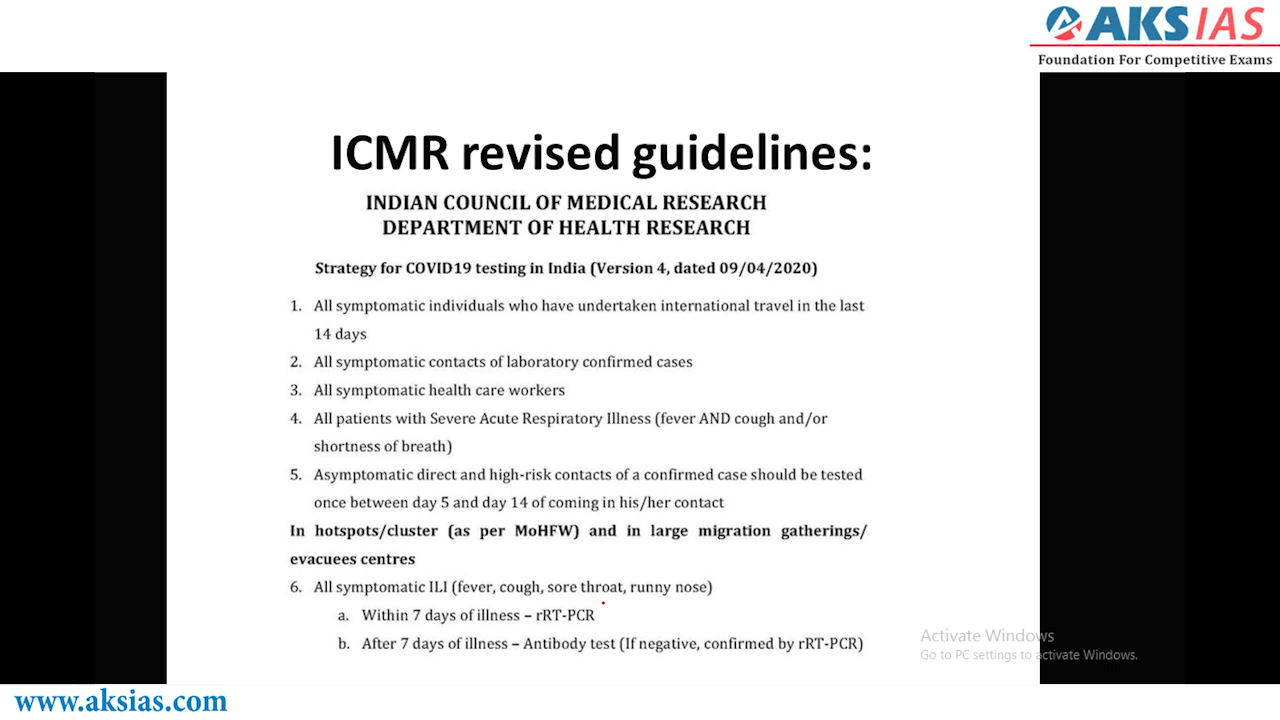 AKS IAS
Foundation For Competitive Exams
ICMR revised guidelines:
INDIAN COUNCIL OF MEDICAL RESEARCH
DEPARTMENT OF HEALTH RESEARCH
Strategy for COVID19 testing in India (Version 4, dated 09/04/2020)
1. All symptomatic individuals who have undertaken international travel in the last
14 days
2. All symptomatic contacts of laboratory confirmed cases
3. All symptomatic health care workers
4. All patients with Severe Acute Respiratory Illness (fever AND cough and/or
shortness of breath)
5. Asymptomatic direct and high-risk contacts of a confirmed case should be tested
once between day 5 and day 14 of coming in his/her contact
In hotspots/cluster (as per MoHFW) and in large migration gatherings/
evacuees centres
6. All symptomatic ILI (fever, cough, sore throat, runny nose)
a. Within 7 days of illness – rRT-PCR
b. After 7 days of illness – Antibody test (If negative, confirmed by rRT-PCR)
Activate Windows
Go to PC settings to activate Windows.
www.aksias.com